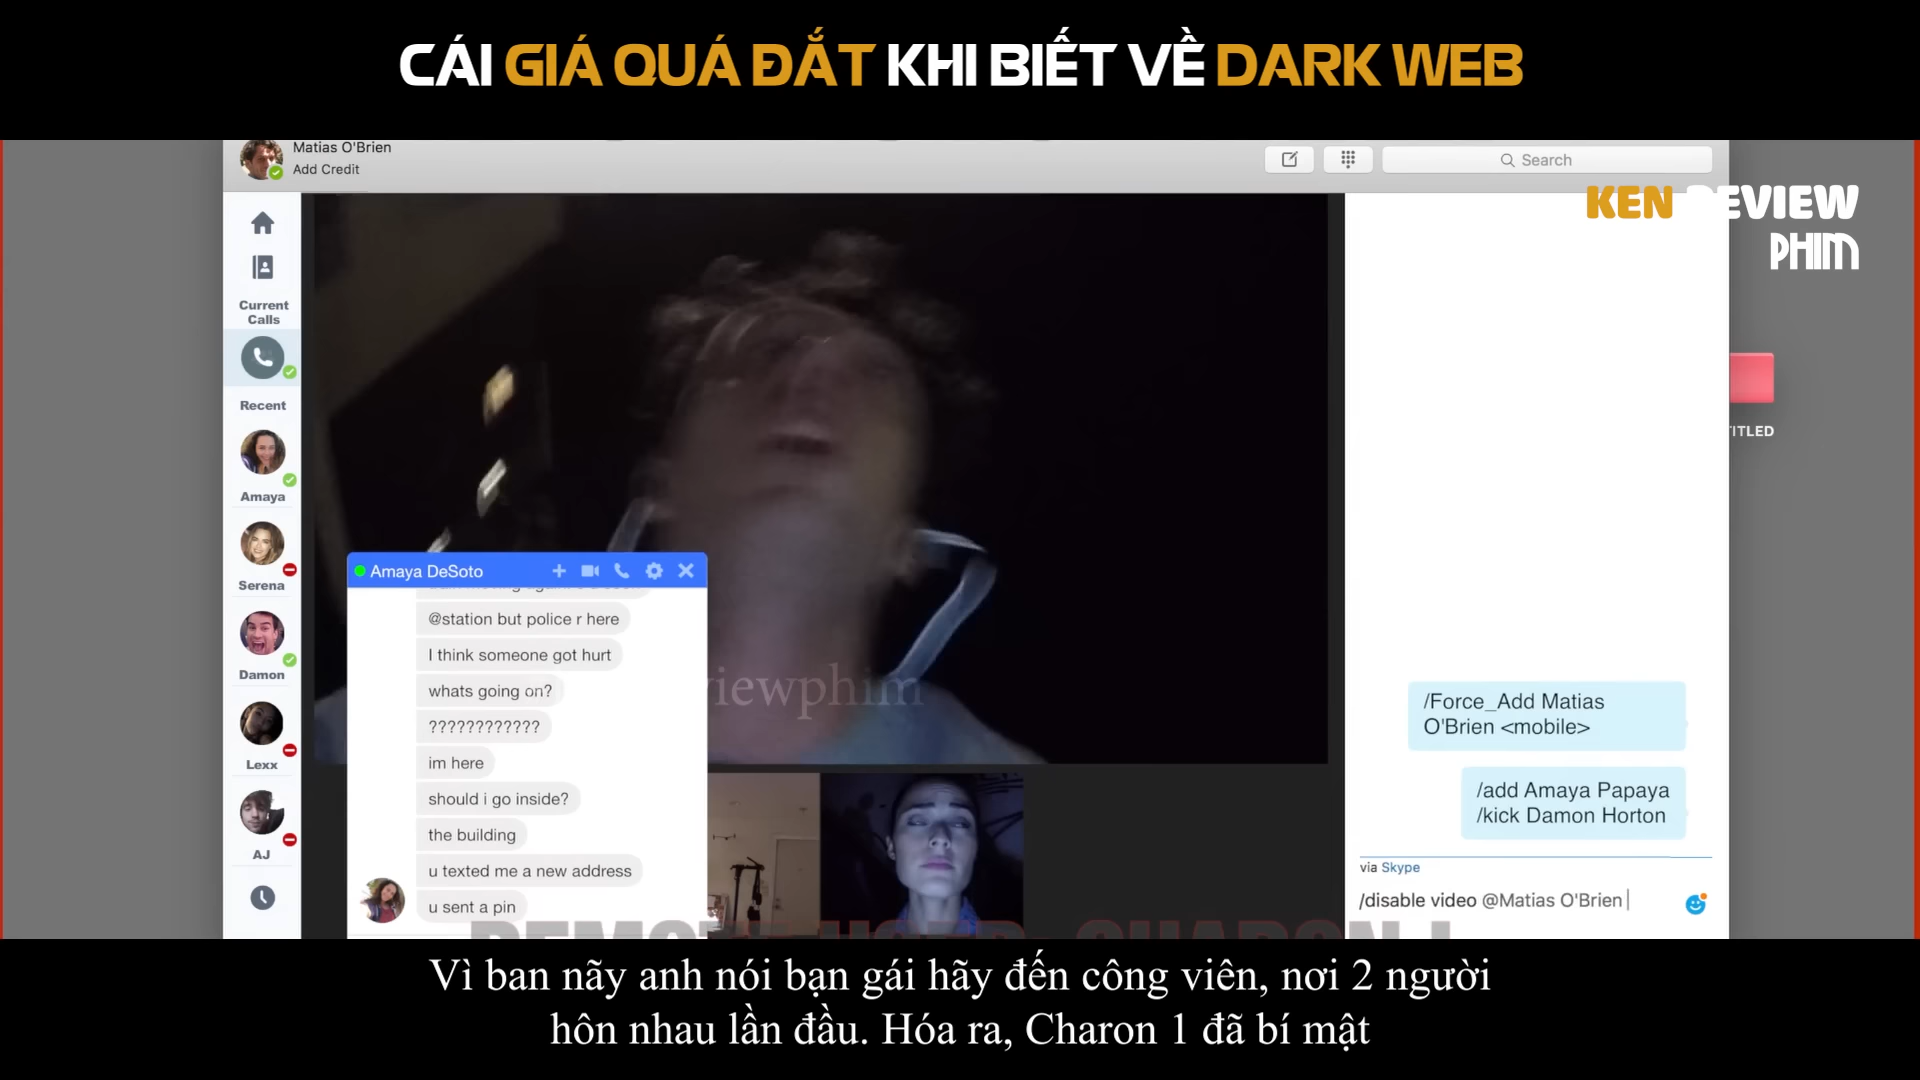 CÁI GIÁ QUÁ ĐẮT KHI BIẾT VỀ DARK WEB
Matias O'Brien
Add Credit
Search
KEN REVIEW
PHIM
Current
Calls
Recent
Amaya
Serena
Damon
Lexx
AJ
Amaya DeSoto
@station but police r here
I think someone got hurt
whats going on?
????????????
im here
should i go inside?
the building
u texted me a new address
u sent a pin
viewphim
/Force_Add Matias
O'Brien <mobile>
/add Amaya Papaya
/kick Damon Horton
via Skype
/disable video @Matias O'Brien
Vì ban nãy anh nói bạn gái hãy đến công viên, nơi 2 người
hôn nhau lần đầu. Hóa ra, Charon 1 đã bí mật